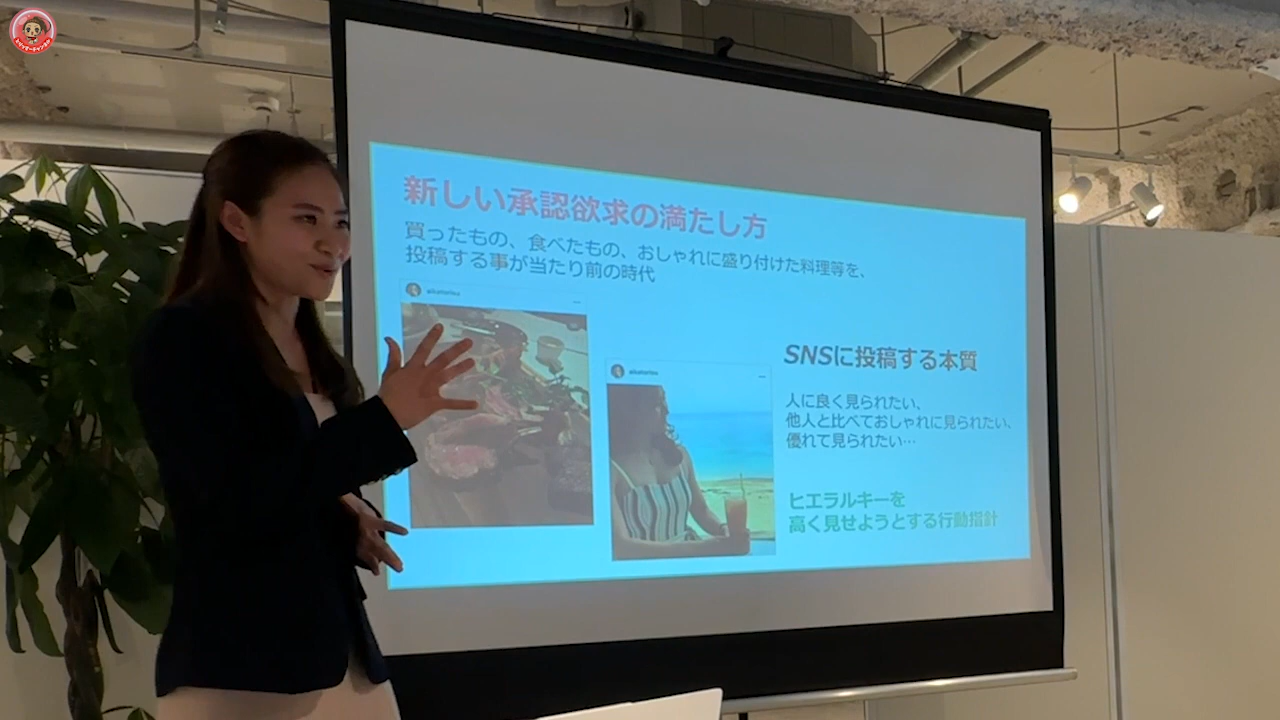 新しい承認欲求の満たし方
買ったもの、食べたもの、おしゃれに盛り付けた料理等を、
投稿する事が当たり前の時代
SNSに投稿する本質
人に良く見られたい、
他人と比べておしゃれに見られたい、
優れて見られたい…
ヒエラルキーを
高く見せようとする行動指針